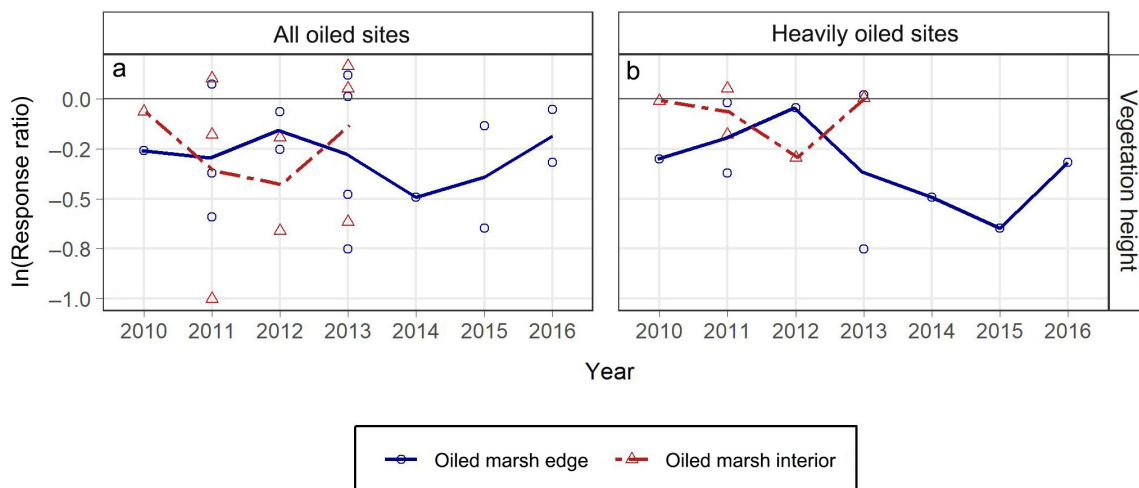 All oiled sites
Heavily oiled sites
a
b
ln(Response ratio)
0.0
–0.2
–0.5
–0.8
–1.0
Vegetation height
2010 2011 2012 2013 2014 2015 2016
2010 2011 2012 2013 2014 2015 2016
Year
Oiled marsh edge
Oiled marsh interior